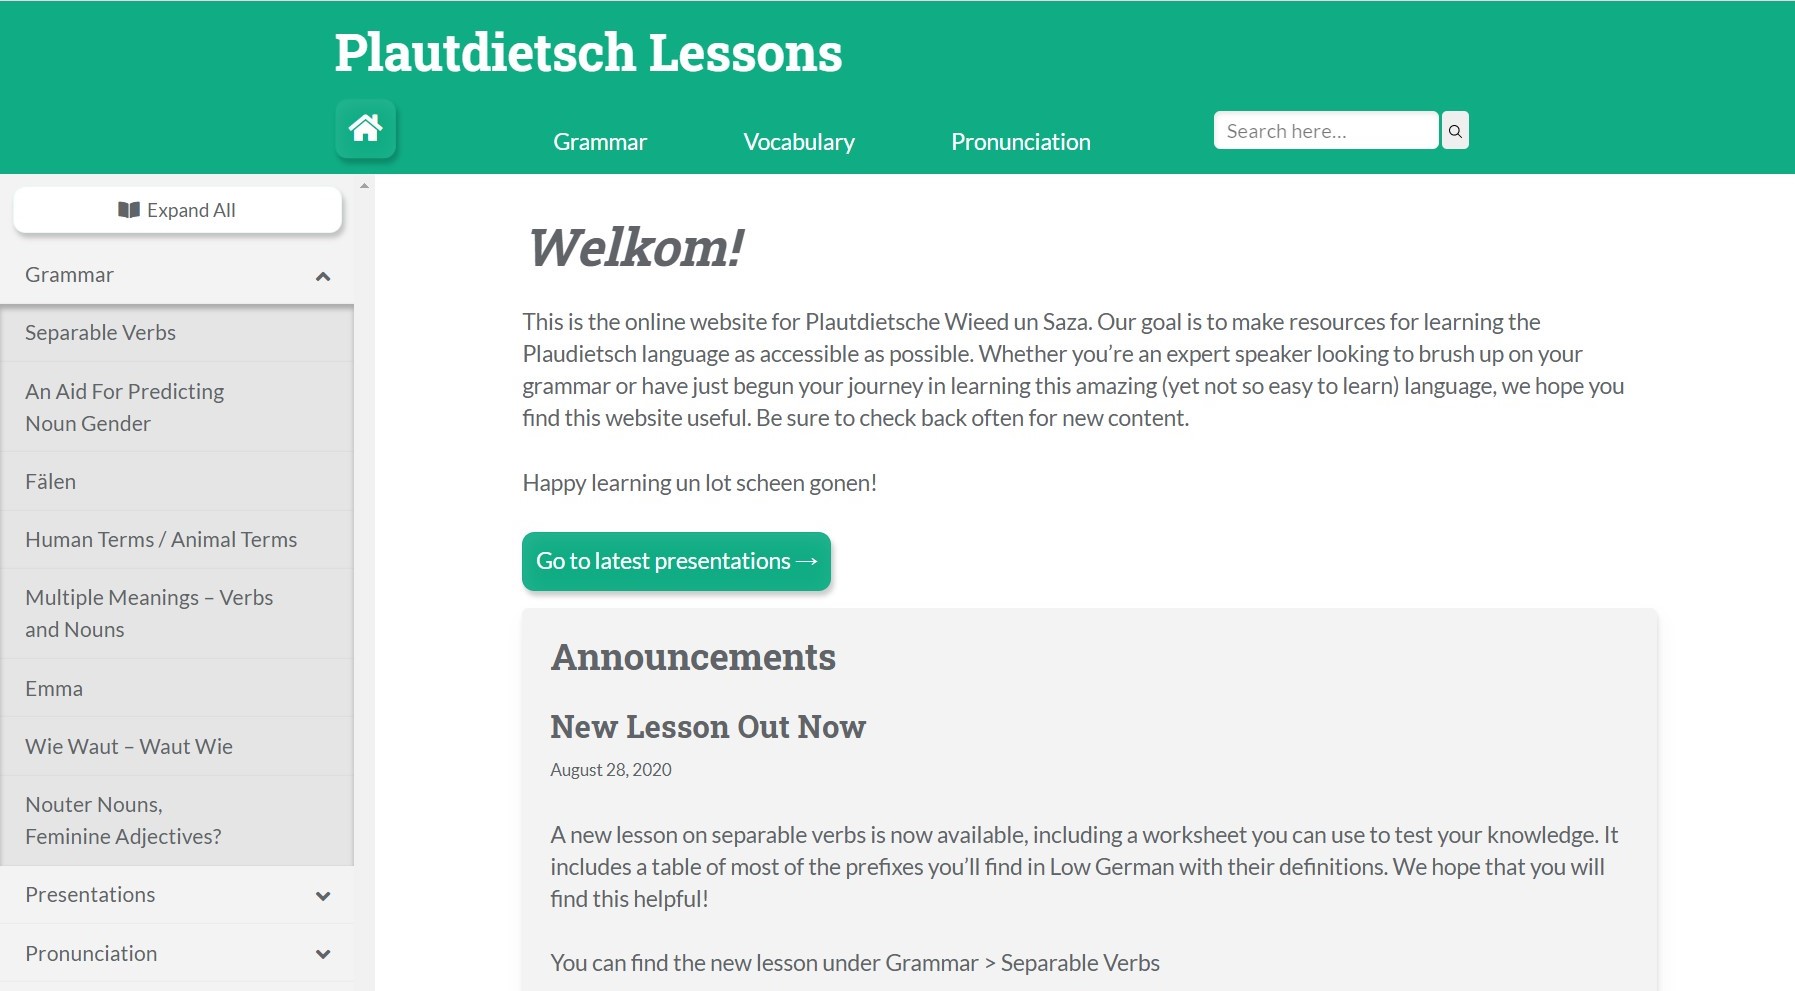 Plautdietsch Lessons
Grammar
Vocabulary
Pronunciation
Search here...
Expand All
Grammar
Separable Verbs
An Aid For Predicting
Noun Gender
Fälen
Human Terms / Animal Terms
Multiple Meanings – Verbs
and Nouns
Emma
Wie Waut – Waut Wie
Nouter Nouns,
Feminine Adjectives?
Presentations
Pronunciation
Welkom!
This is the online website for Plautdietsche Wieed un Saza. Our goal is to make resources for learning the
Plaudietsch language as accessible as possible. Whether you’re an expert speaker looking to brush up on your
grammar or have just begun your journey in learning this amazing (yet not so easy to learn) language, we hope you
find this website useful. Be sure to check back often for new content.
Happy learning un lot scheen gonen!
Go to latest presentations →
Announcements
New Lesson Out Now
August 28, 2020
A new lesson on separable verbs is now available, including a worksheet you can use to test your knowledge. It
includes a table of most of the prefixes you’ll find in Low German with their definitions. We hope that you will
find this helpful!
You can find the new lesson under Grammar > Separable Verbs